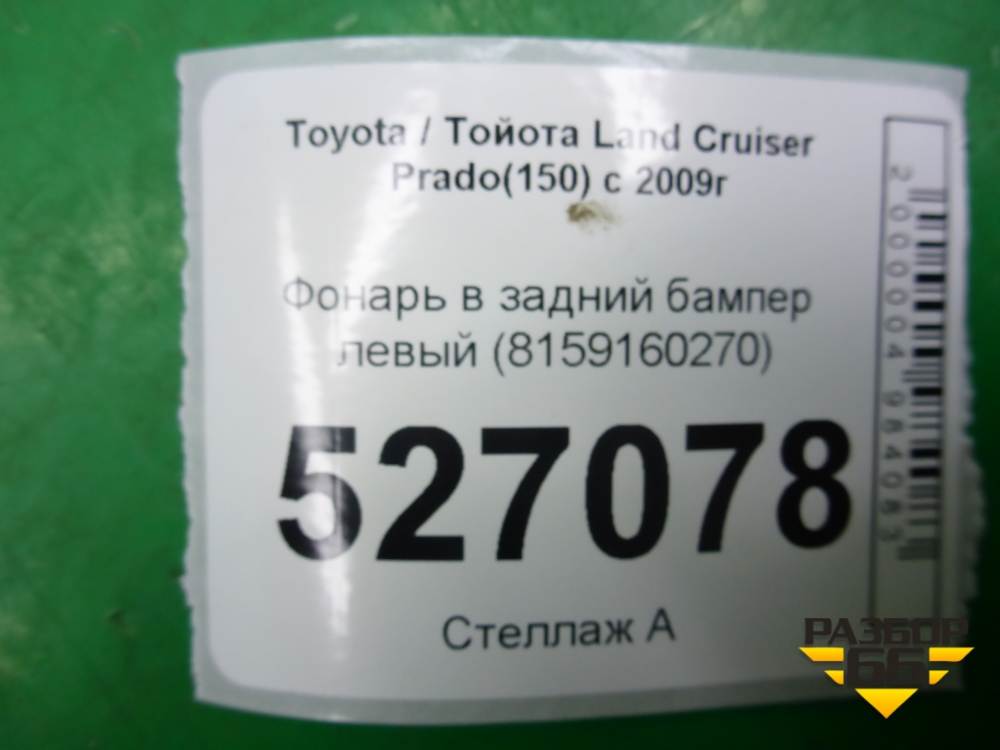 Toyota / Тойота Land Cruiser
Prado(150) с 2009г
Фонарь в задний бампер
левый (8159160270)
527078
Стеллаж А
2000004984083
РАЗБОР
66